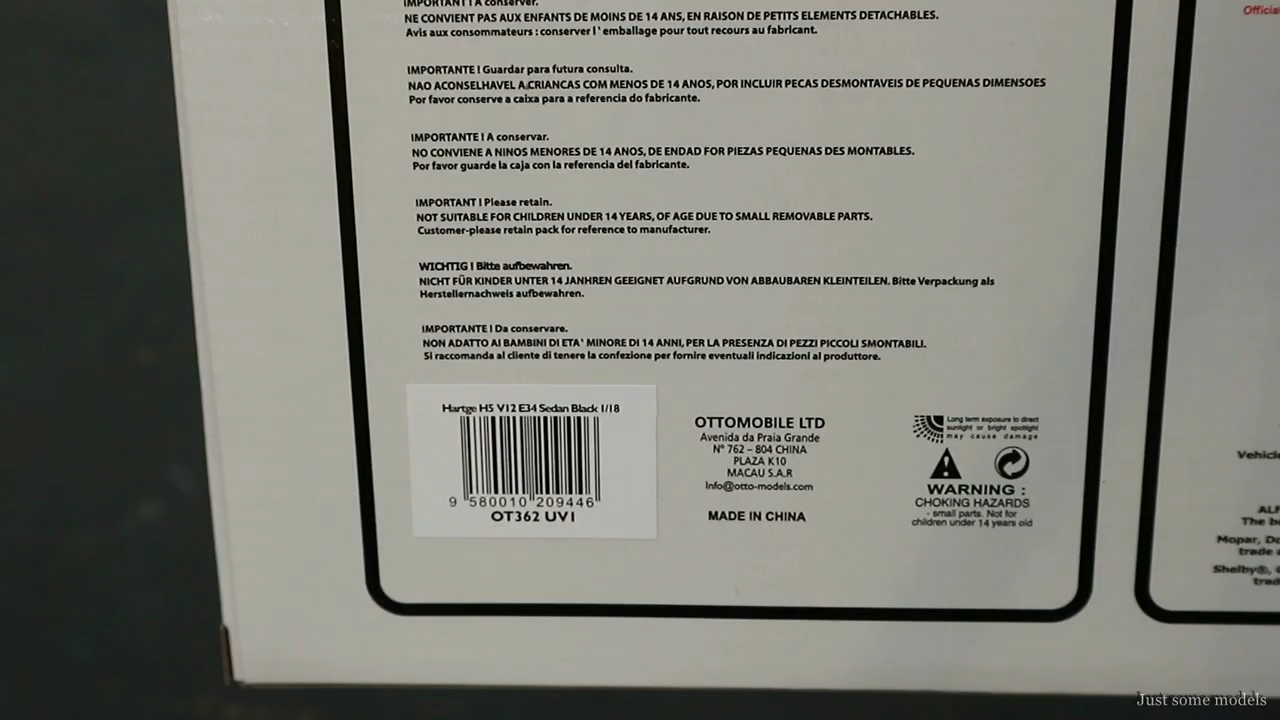 IMPORTANT I A conserver.
NE CONVIENT PAS AUX ENFANTS DE MOINS DE 14 ANS, EN RAISON DE PETITS ELEMENTS DETACHABLES.
Avis aux consommateurs : conserver l' emballage pour tout recours au fabricant.
IMPORTANTE I Guardar para futura consulta.
NAO ACONSELHAVEL A CRIANCAS COM MENOS DE 14 ANOS, POR INCLUIR PECAS DESMONTAVEIS DE PEQUENAS DIMENSOES
Por favor conserve a caixa para a referencia do fabricante.
IMPORTANTE I A conservar.
NO CONVIENE A NINOS MENORES DE 14 ANOS, DE ENDAD FOR PIEZAS PEQUENAS DES MONTABLES.
Por favor guarde la caja con la referencia del fabricante.
IMPORTANT I Please retain.
NOT SUITABLE FOR CHILDREN UNDER 14 YEARS, OF AGE DUE TO SMALL REMOVABLE PARTS.
Customer-please retain pack for reference to manufacturer.
WICHTIG I Bitte aufbewahren.
NICHT FÜR KINDER UNTER 14 JANHREN GEEIGNET AUFGRUND VON ABBAUBAREN KLEINTEILEN. Bitte Verpackung als
Herstellernachweis aufbewahren.
IMPORTANTE I Da conservare.
NON ADATTO AI BAMBINI DI ETA' MINORE DI 14 ANNI, PER LA PRESENZA DI PEZZI PICCOLI SMONTABILI.
Si raccomanda al cliente di tenere la confezione per fornire eventuali indicazioni al produttore.
Hartge H5 V12 E34 Sedan Black 1/18
9 580010 209446
OT362 UV1
OTTOMOBILE LTD
Avenida da Praia Grande
N° 762 – 804 CHINA
PLAZA K10
MACAU S.A.R
Info@otto-models.com
MADE IN CHINA
Long term exposure to direct
sunlight or bright spotlight
may cause damage
WARNING :
CHOKING HAZARDS
- small parts. Not for
children under 14 years old
Official
Vehicle
The
Mopar,
trade
Shelby®,
Just some models